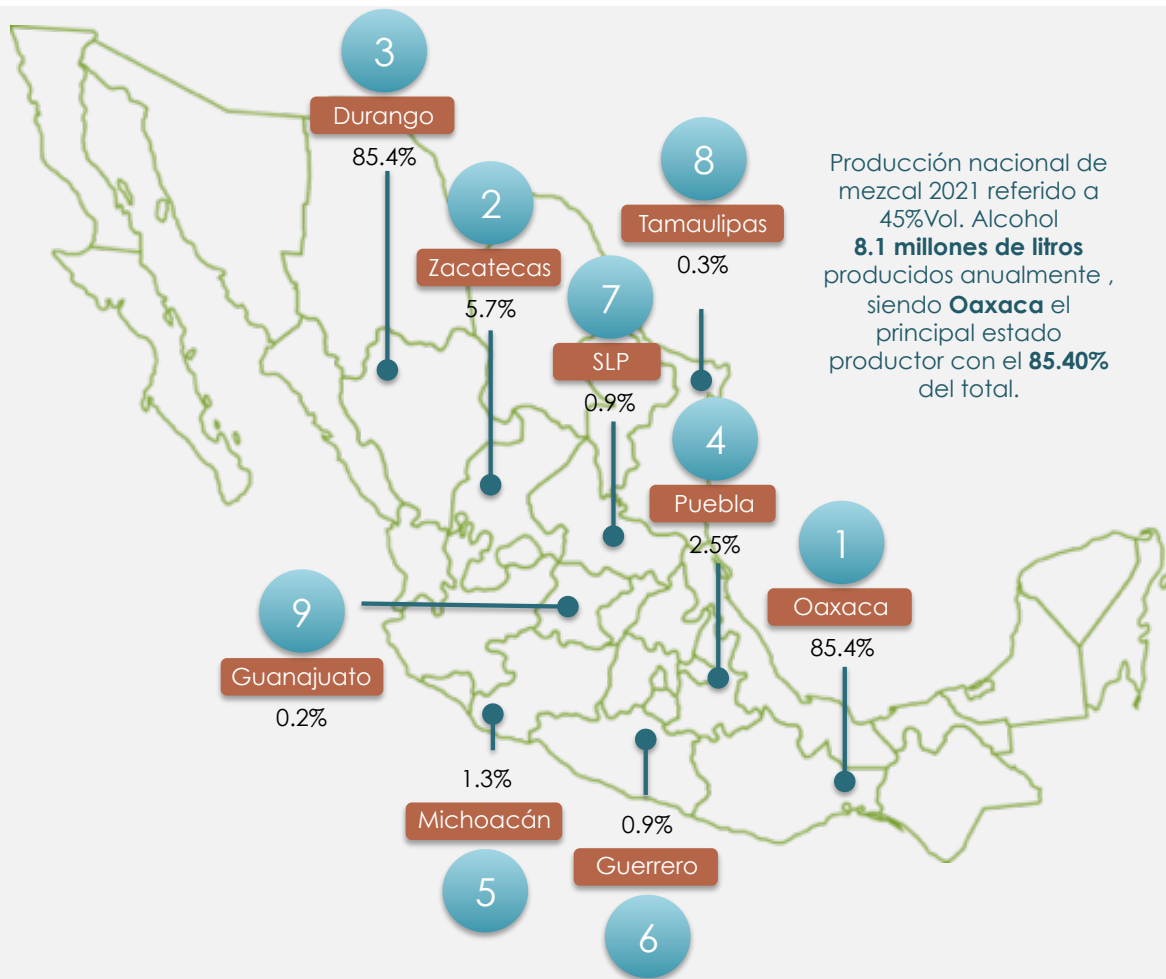 3
Durango
85.4%
2
Zacatecas
5.7%
8
Tamaulipas
0.3%
7
SLP
0.9%
Producción nacional de
mezcal 2021 referido a
45%Vol. Alcohol
8.1 millones de litros
producidos anualmente ,
siendo Oaxaca el
principal estado
productor con el 85.40%
del total.
4
Puebla
2.5%
1
Oaxaca
85.4%
9
Guanajuato
0.2%
1.3%
Michoacán
5
0.9%
Guerrero
6